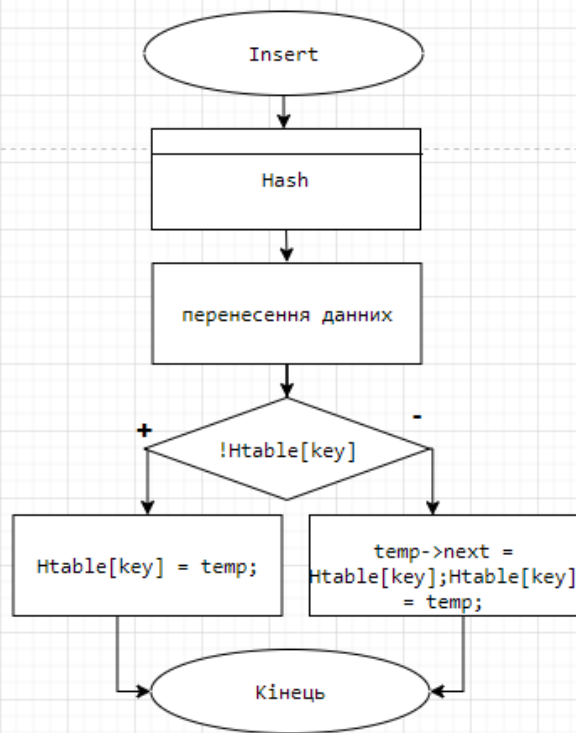 Insert
Hash
перенесення данних
+
-
!Htable[key]
Htable[key] = temp;
temp->next =
Htable[key];Htable[key]
= temp;
Кінець